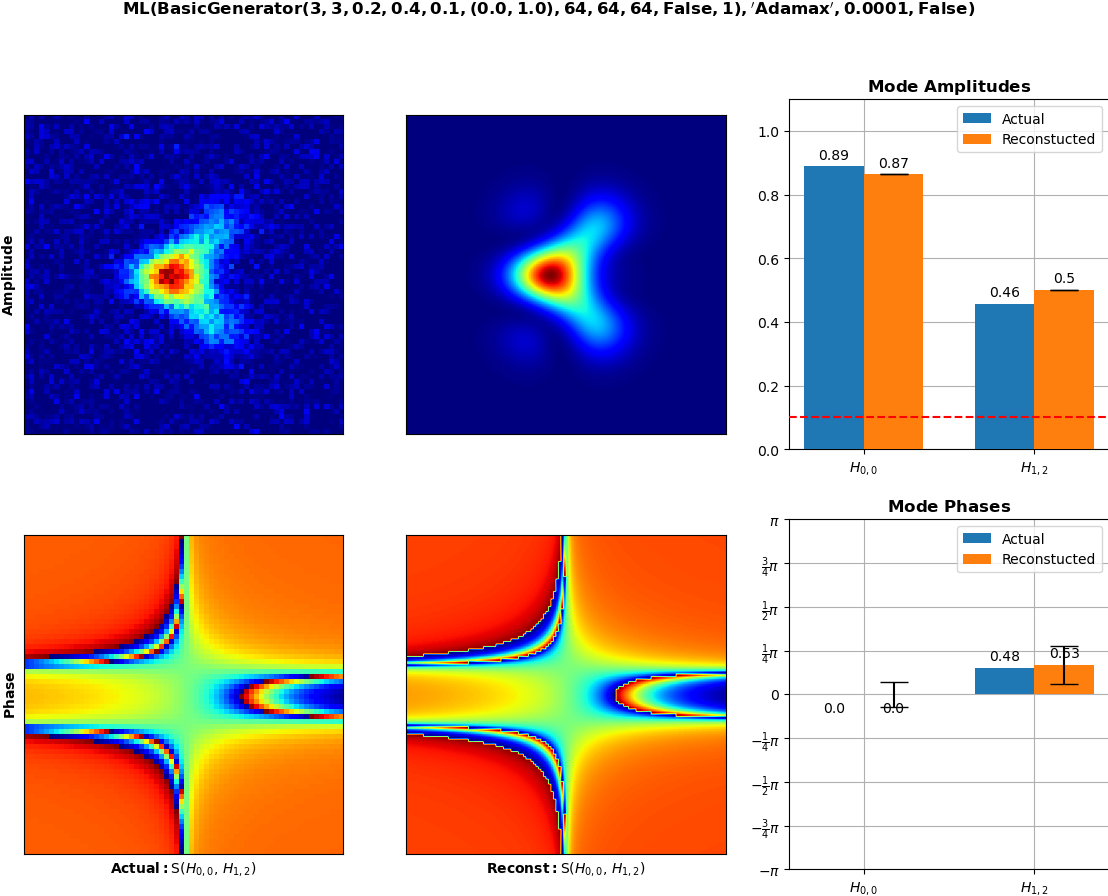 ML(BasicGenerator(3, 3, 0.2, 0.4, 0.1, (0.0, 1.0), 64, 64, 64, False, 1), ′Adamax′, 0.0001, False)
Amplitude
Mode Amplitudes
Actual
Reconstucted
1.0
0.8
0.6
0.4
0.2
0.0
0.89
0.87
0.46
0.5
H0,0
H1,2
Phase
Actual: S(H0,0, H1,2)
Reconst: S(H0,0, H1,2)
Mode Phases
Actual
Reconstucted
π
3/4π
1/2π
1/4π
0
−1/4π
−1/2π
−3/4π
−π
0.0
0.0
0.48
0.53
H0,0
H1,2